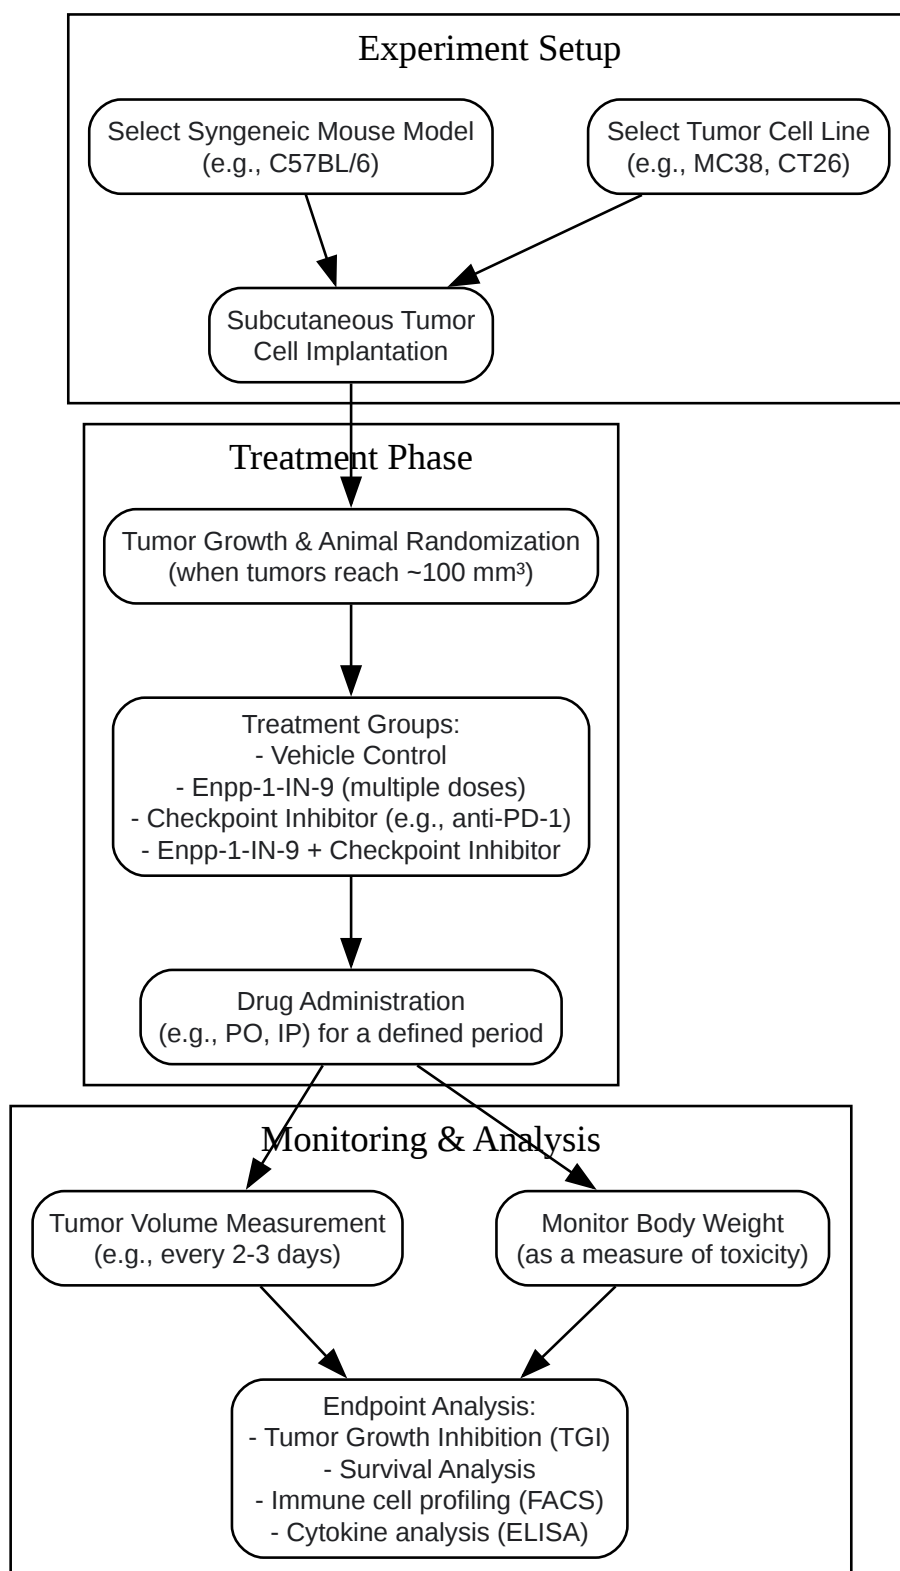 Experiment Setup
Select Syngeneic Mouse Model
(e.g., C57BL/6)
Select Tumor Cell Line
(e.g., MC38, CT26)
Subcutaneous Tumor
Cell Implantation
Treatment Phase
Tumor Growth & Animal Randomization
(when tumors reach ~100 mm³)
Treatment Groups:
- Vehicle Control
- Enpp-1-IN-9 (multiple doses)
- Checkpoint Inhibitor (e.g., anti-PD-1)
- Enpp-1-IN-9 + Checkpoint Inhibitor
Drug Administration
(e.g., PO, IP) for a defined period
Monitoring & Analysis
Tumor Volume Measurement
(e.g., every 2-3 days)
Monitor Body Weight
(as a measure of toxicity)
Endpoint Analysis:
- Tumor Growth Inhibition (TGI)
- Survival Analysis
- Immune cell profiling (FACS)
- Cytokine analysis (ELISA)